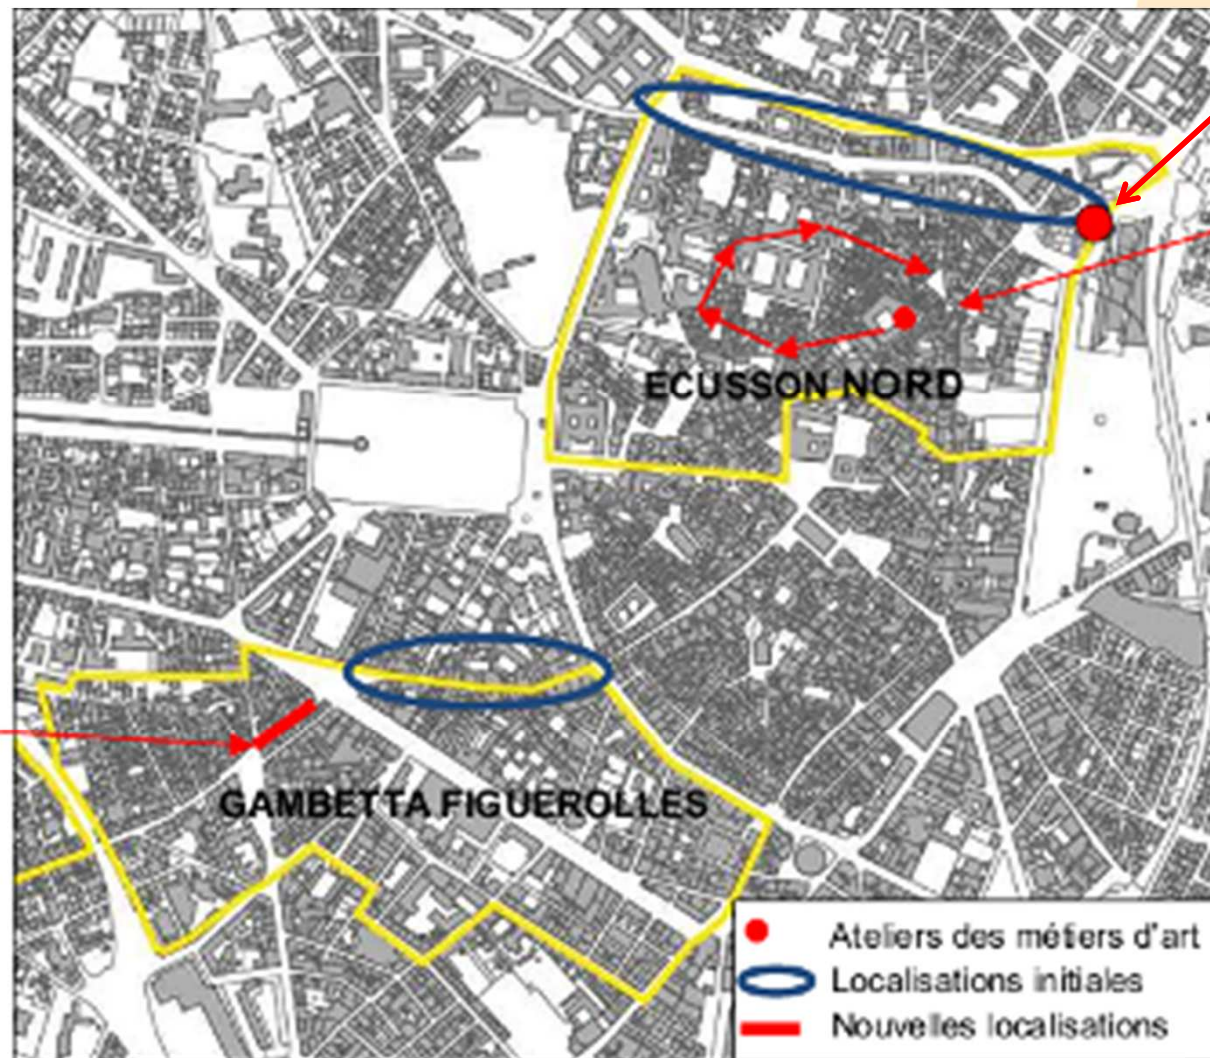 ECUSSON NORD
GAMBETTA FIGUEROLLES
Ateliers des métiers d'art
Localisations initiales
Nouvelles localisations